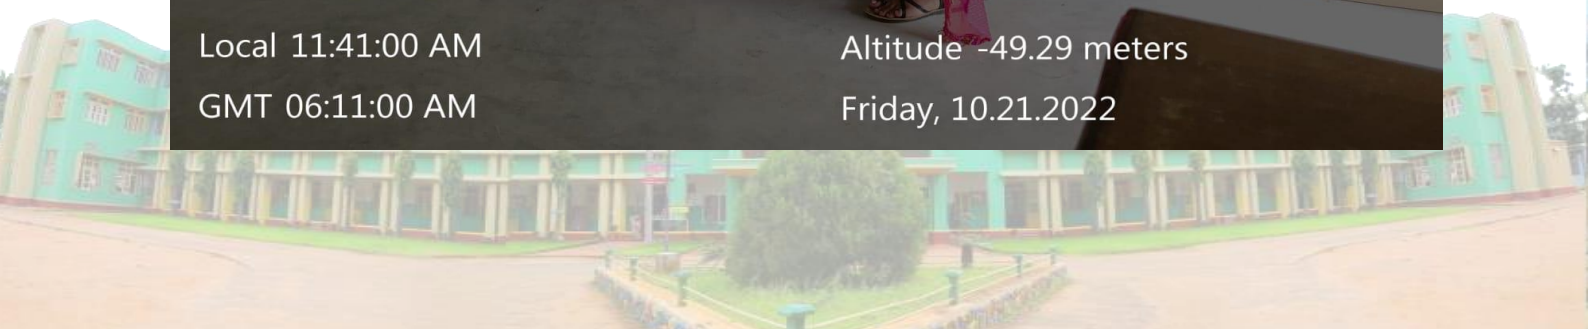 Local 11:41:00 AM
Altitude -49.29 meters
GMT 06:11:00 AM
Friday, 10.21.2022